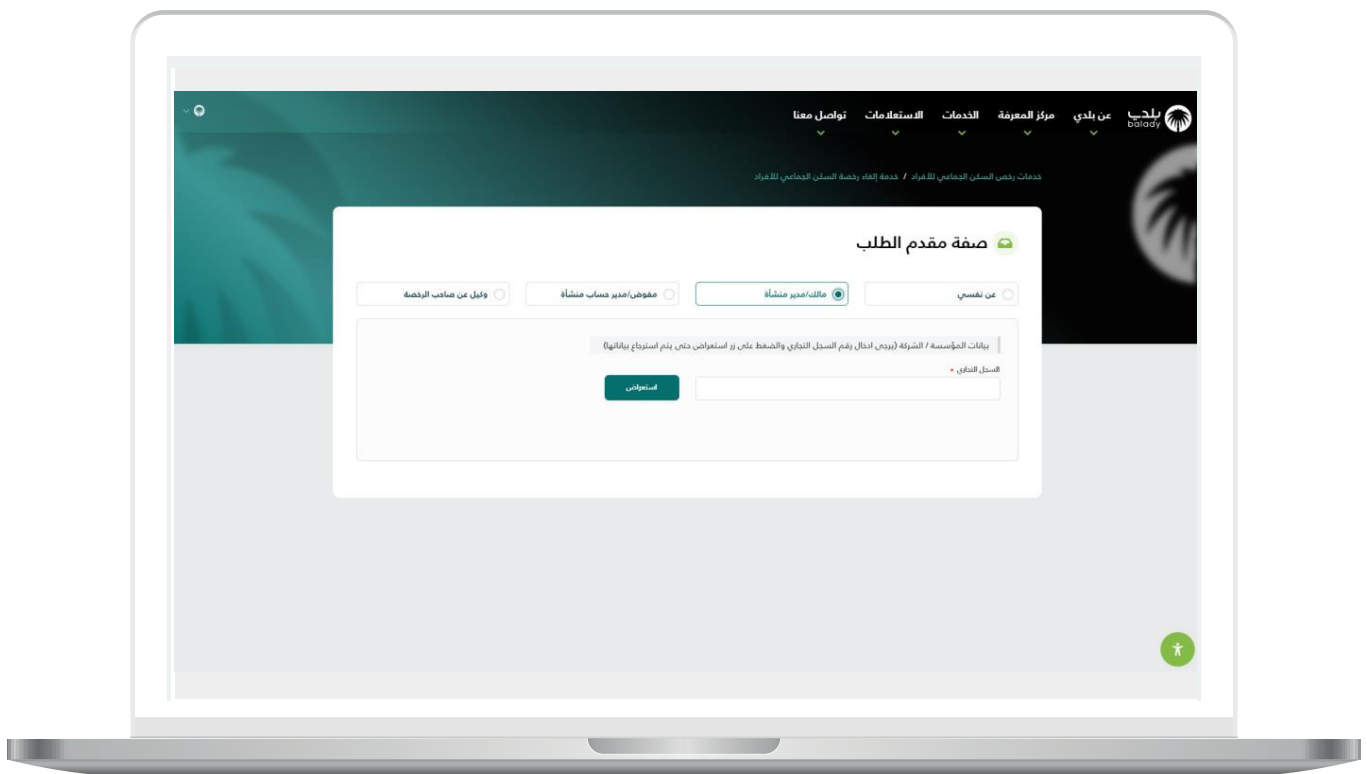 بلدي
balady
عن بلدي مركز المعرفة الخدمات الاستعلامات تواصل معنا
خدمات رخص السكن الجماعي للأفراد / خدمة إلغاء رخصة السكن الجماعي للأفراد
صفة مقدم الطلب
عن نفسي مالك/مدير منشأة مفوض/مدير حساب منشأة وكيل عن صاحب الرخصة
بيانات المؤسسة / الشركة (يرجى ادخال رقم السجل التجاري والضغط على زر استعراض حتى يتم استرجاع بياناتها)
السجل التجاري *
استعراض